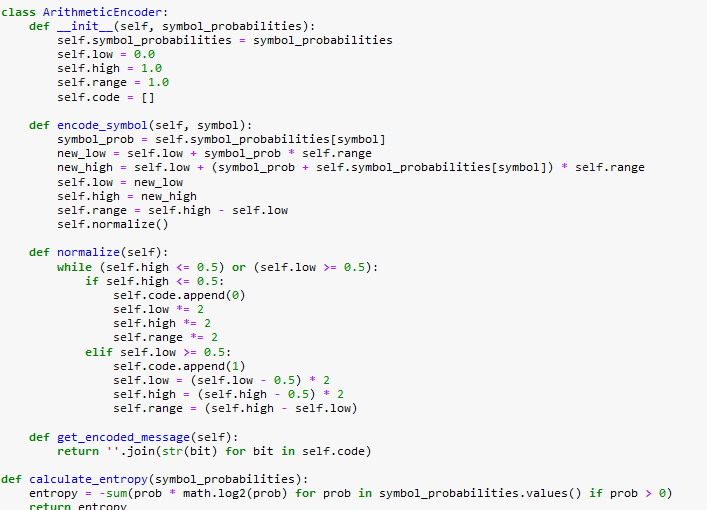 class ArithmeticEncoder:
    def __init__(self, symbol_probabilities):
        self.symbol_probabilities = symbol_probabilities
        self.low = 0.0
        self.high = 1.0
        self.range = 1.0
        self.code = []

    def encode_symbol(self, symbol):
        symbol_prob = self.symbol_probabilities[symbol]
        new_low = self.low + symbol_prob * self.range
        new_high = self.low + (symbol_prob + self.symbol_probabilities[symbol]) * self.range
        self.low = new_low
        self.high = new_high
        self.range = self.high - self.low
        self.normalize()

    def normalize(self):
        while (self.high <= 0.5) or (self.low >= 0.5):
            if self.high <= 0.5:
                self.code.append(0)
                self.low *= 2
                self.high *= 2
                self.range *= 2
            elif self.low >= 0.5:
                self.code.append(1)
                self.low = (self.low - 0.5) * 2
                self.high = (self.high - 0.5) * 2
                self.range = (self.high - self.low)

    def get_encoded_message(self):
        return ''.join(str(bit) for bit in self.code)

def calculate_entropy(symbol_probabilities):
    entropy = -sum(prob * math.log2(prob) for prob in symbol_probabilities.values() if prob > 0)
    return entropy